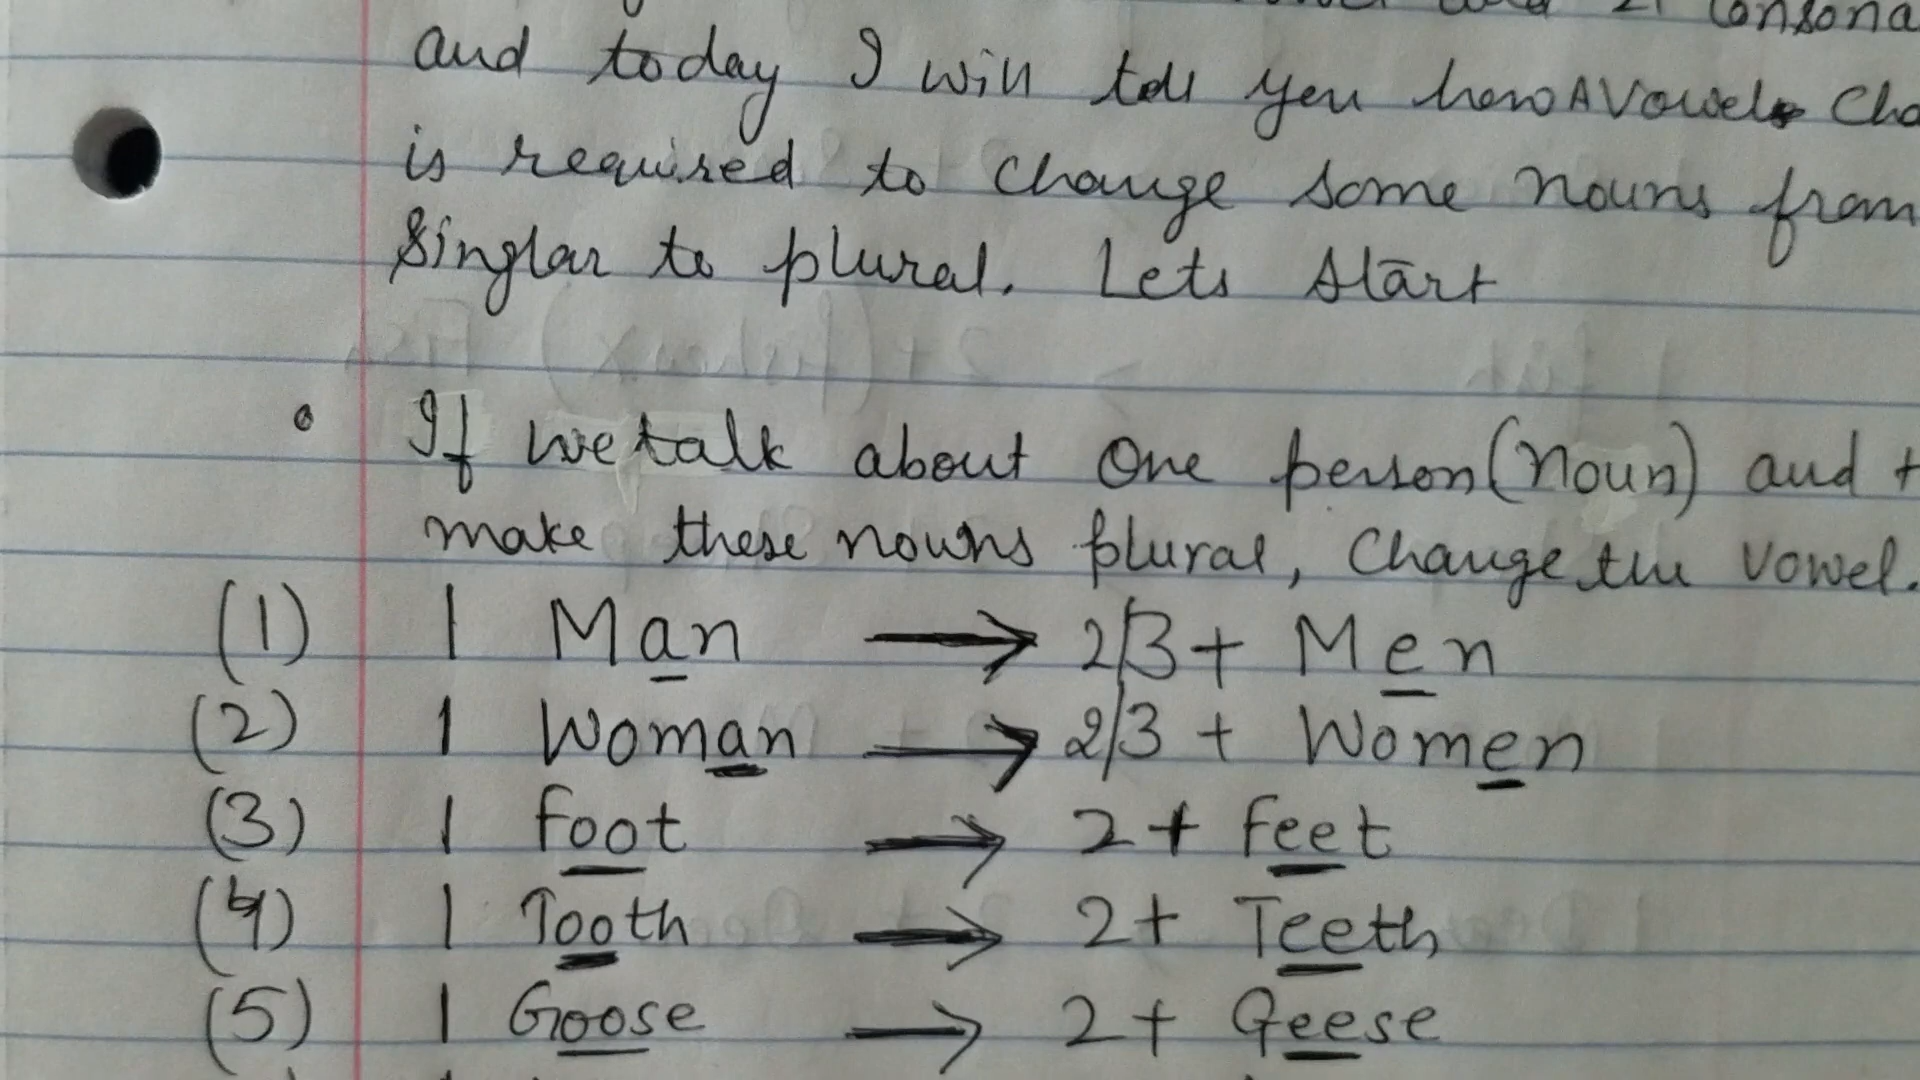 and 21 Consona
and today I will tell you how A Vowel Cha
is required to change some nouns from
Singlar to plural. Lets start
• If we talk about One person (Noun) and t
make these nouns plural, Change the Vowel.
(1) 1 Man → 2/3+ Men
(2) 1 Woman → 2/3 + Women
(3) 1 foot → 2 + feet
(4) 1 Tooth → 2+ Teeth
(5) 1 Goose → 2+ Geese